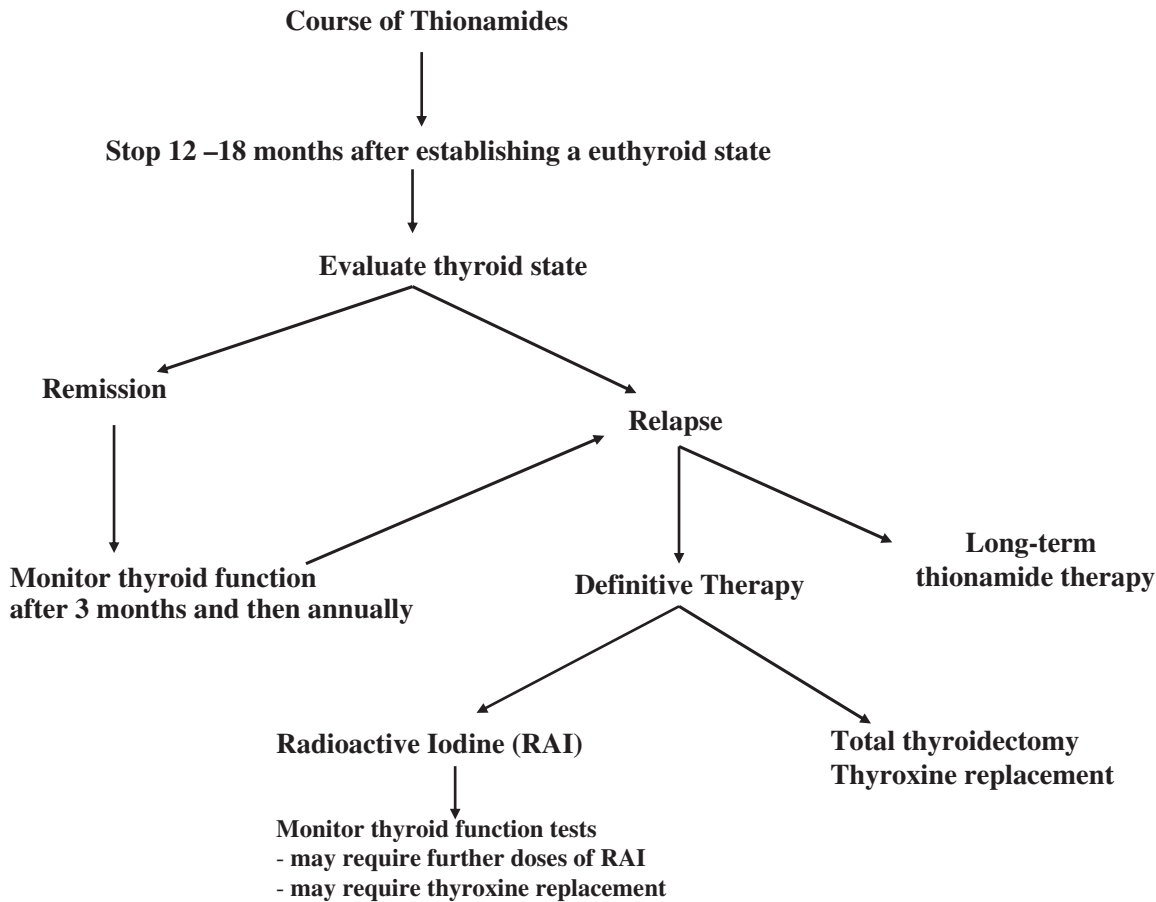 Course of Thionamides
Stop 12 –18 months after establishing a euthyroid state
Evaluate thyroid state
Remission
Relapse
Monitor thyroid function
after 3 months and then annually
Definitive Therapy
Long-term
thionamide therapy
Radioactive Iodine (RAI)
Total thyroidectomy
Thyroxine replacement
Monitor thyroid function tests
- may require further doses of RAI
- may require thyroxine replacement